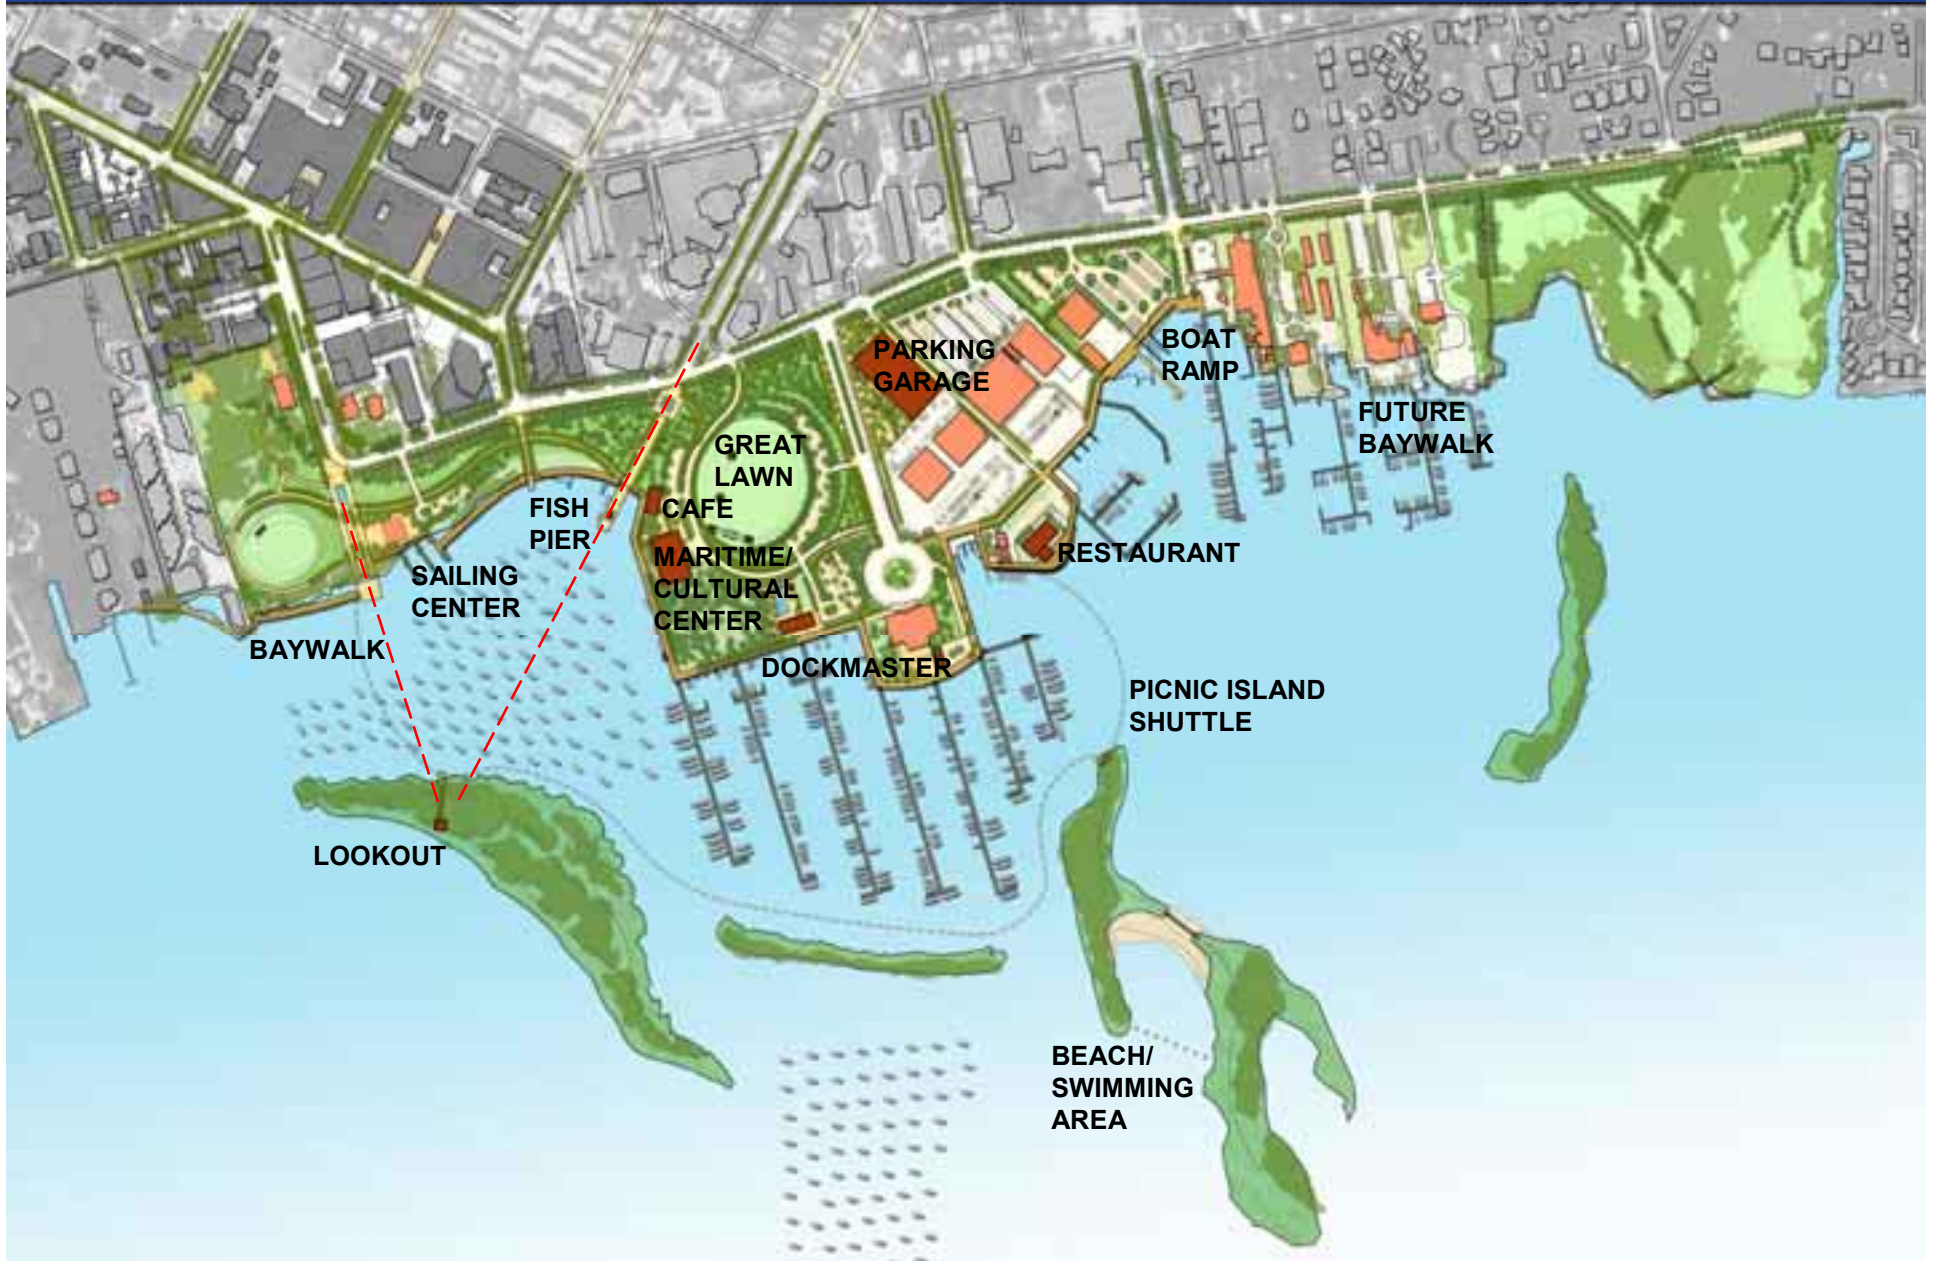 PARKING
GARAGE
BOAT
RAMP
FUTURE
BAYWALK
GREAT
LAWN
CAFE
FISH
PIER
MARITIME/
CULTURAL
CENTER
RESTAURANT
SAILING
CENTER
BAYWALK
DOCKMASTER
PICNIC ISLAND
SHUTTLE
LOOKOUT
BEACH/
SWIMMING
AREA